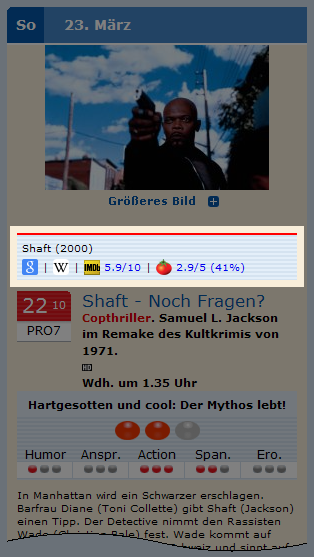 So 23. März
Größeres Bild
Shaft (2000)
g | W | IMDb 5.9/10 | 2.9/5 (41%)
22 10
PRO7
Shaft - Noch Fragen?
Copthriller. Samuel L. Jackson
im Remake des Kultkrimis von
1971.
Wdh. um 1.35 Uhr
Hartgesotten und cool: Der Mythos lebt!
Humor Anspr. Action Span. Ero.
In Manhattan wird ein Schwarzer erschlagen.
Barfrau Diane (Toni Collette) gibt Shaft (Jackson)
einen Tipp. Der Detective nimmt den Rassisten
Wade (Christian Bale) fest. Wade kommt auf